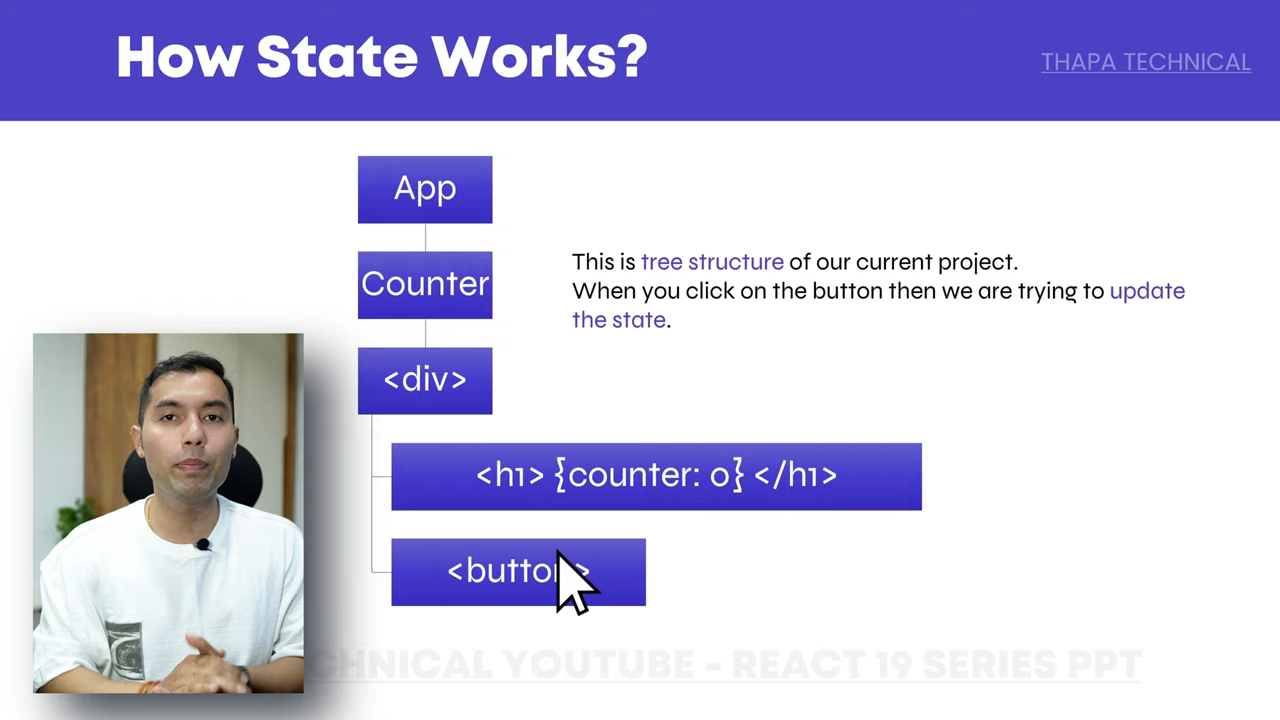 How State Works?
THAPA TECHNICAL
App
Counter
This is tree structure of our current project.
When you click on the button then we are trying to update
the state.
<div>
<h1> {counter: 0} </h1>
<button>
CHNICAL YOUTUBE - REACT 19 SERIES PPT